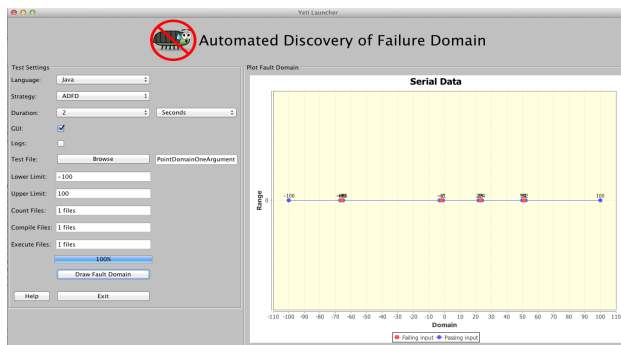 Yeti Launcher
Automated Discovery of Failure Domain
Test Settings
Language: Java
Strategy: ADFD
Duration: 2 Seconds
GUI:
Logs:
Test File: Browse PointDomainOneArgument
Lower Limit: -100
Upper Limit: 100
Count Files: 1 files
Compile Files: 1 files
Execute Files: 1 files
100%
Draw Fault Domain
Help Exit
Plot Fault Domain
Serial Data
Range
0
-100 100
-110 -100 -90 -80 -70 -60 -50 -40 -30 -20 -10 0 10 20 30 40 50 60 70 80 90 100 110
Domain
Failing input Passing input